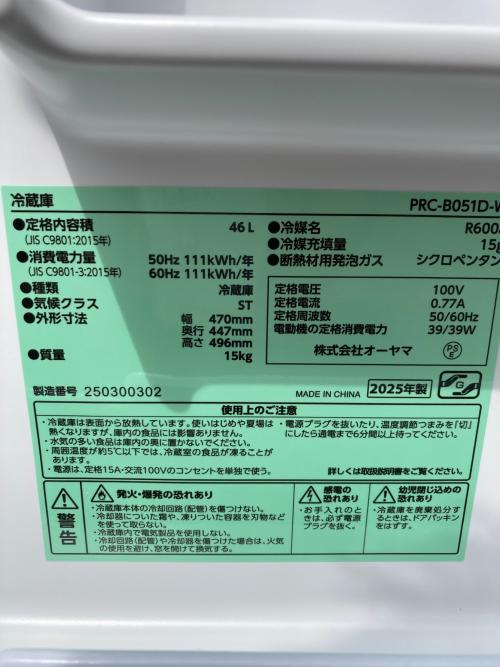 冷蔵庫
PRC-B051D-W
●定格内容積 46L
(JIS C9801:2015年)
●消費電力量 50Hz 111kWh/年
(JIS C9801-3:2015年) 60Hz 111kWh/年
●種類 冷蔵庫
●気候クラス ST
●外形寸法 幅 470mm
奥行 447mm
高さ 496mm
●質量 15kg
●冷媒名 R600a
●冷媒充填量 15g
●断熱材用発泡ガス シクロペンタン
定格電圧 100V
定格電流 0.77A
定格周波数 50/60Hz
電動機の定格消費電力 39/39W
株式会社オーヤマ PSE
製造番号 250300302
MADE IN CHINA 2025年製
G
使用上のご注意
・冷蔵庫は表面から放熱しています。使いはじめや夏場は
熱くなりますが、庫内の食品には影響ありません。
・水気の多い食品は庫内の奥に置かないでください。
・周囲温度が約5℃以下では、冷蔵室の食品が凍ることが
あります。
・電源は、定格15A・交流100Vのコンセントを単独で使う。
・電源プラグを抜いたり、温度調節つまみを「切」
にしたら通電まで6分間以上待ってください。
詳しくは取扱説明書をご覧ください。
警告
発火・爆発の恐れあり
・冷蔵庫本体の冷却回路(配管)を傷つけない。
・冷却器についた霜や、凍りついた容器を刃物など
を使って取らない。
・冷蔵庫内で電気製品を使用しない。
・冷却回路(配管)や冷却器を傷つけた場合は、火気
の使用を避け、窓を開けて換気する。
感電の
恐れあり
・お手入れのと
きは、必ず電源
プラグを抜く。
幼児閉じ込めの
恐れあり
・冷蔵庫を廃棄処分
するときは、ドアパッキン
をはずす。